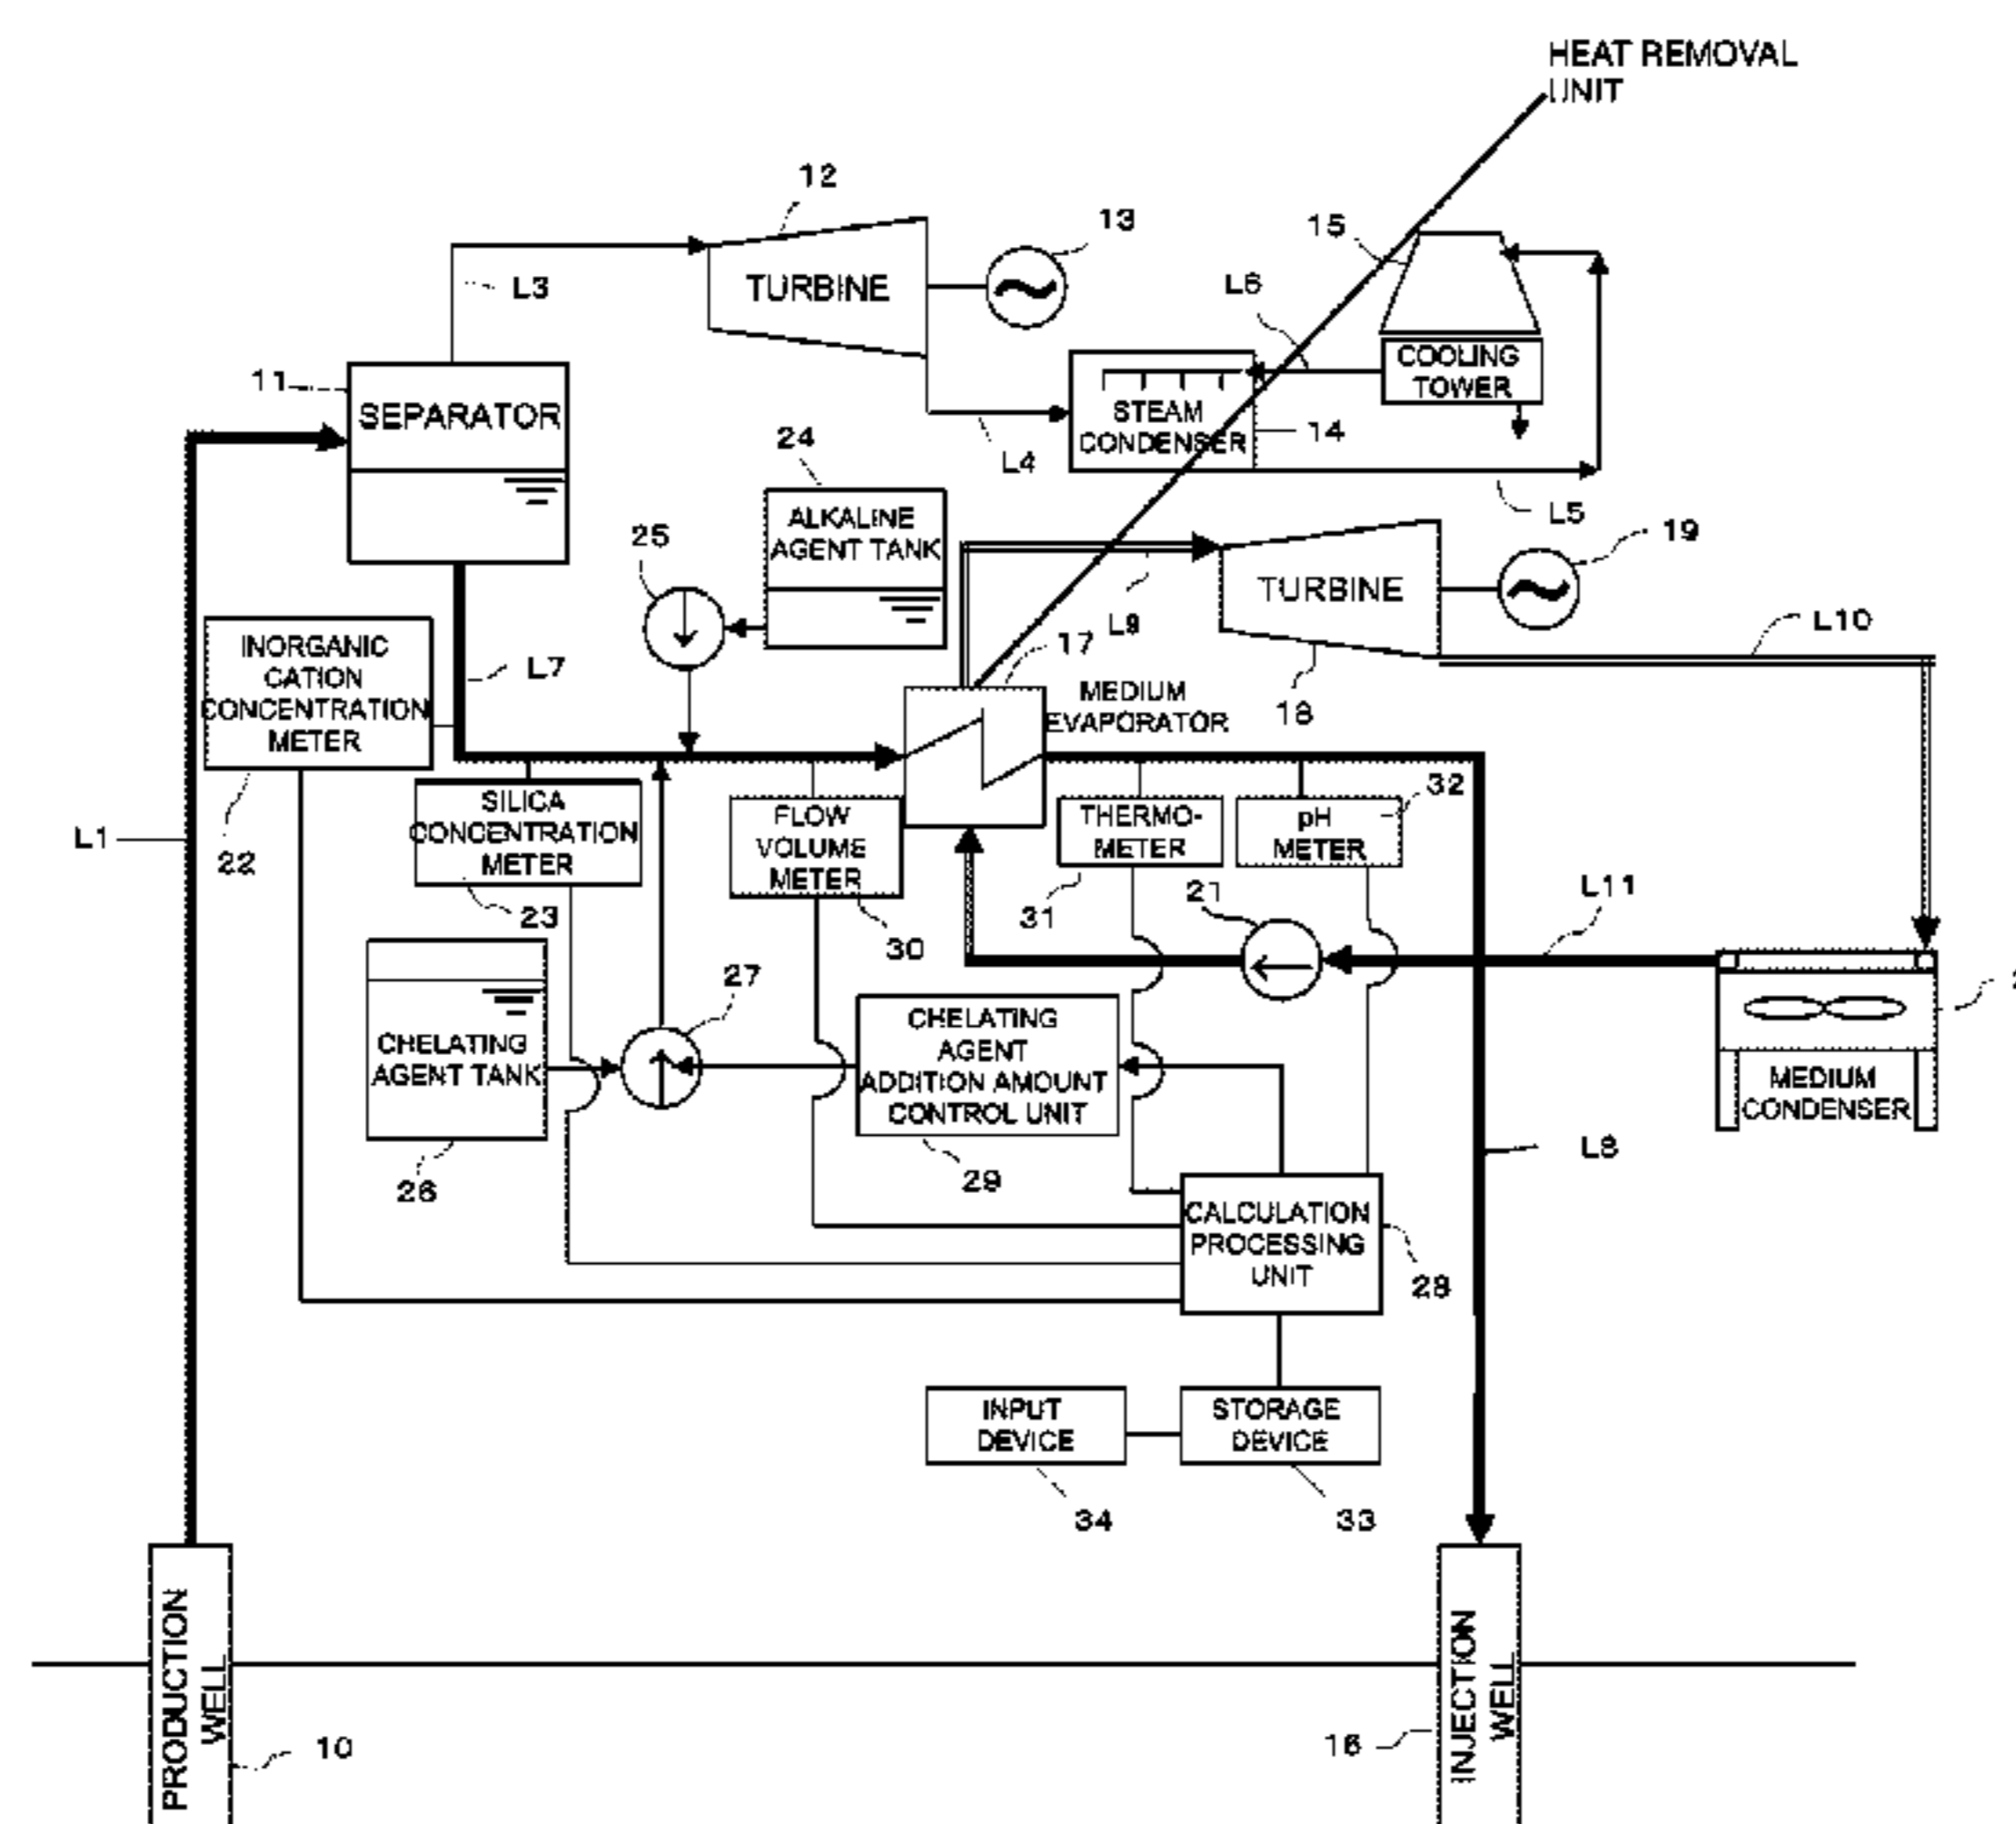 HEAT REMOVAL
UNIT
12
13
15
L6
L3
TURBINE
COOLING
TOWER
11
SEPARATOR
STEAM
CONDENSER
14
L4
L5
24
ALKALINE
AGENT TANK
25
19
TURBINE
L9
L10
18
17
MEDIUM
EVAPORATOR
INORGANIC
CATION
CONCENTRATION
METER
22
L7
L1
SILICA
CONCENTRATION
METER
23
FLOW
VOLUME
METER
30
THERMO-
METER
31
pH
METER
32
21
L11
27
CHELATING
AGENT TANK
26
CHELATING
AGENT
ADDITION AMOUNT
CONTROL UNIT
29
MEDIUM
CONDENSER
L8
CALCULATION
PROCESSING
UNIT
28
INPUT
DEVICE
34
STORAGE
DEVICE
33
PRODUCTION
WELL
10
INJECTION
WELL
16